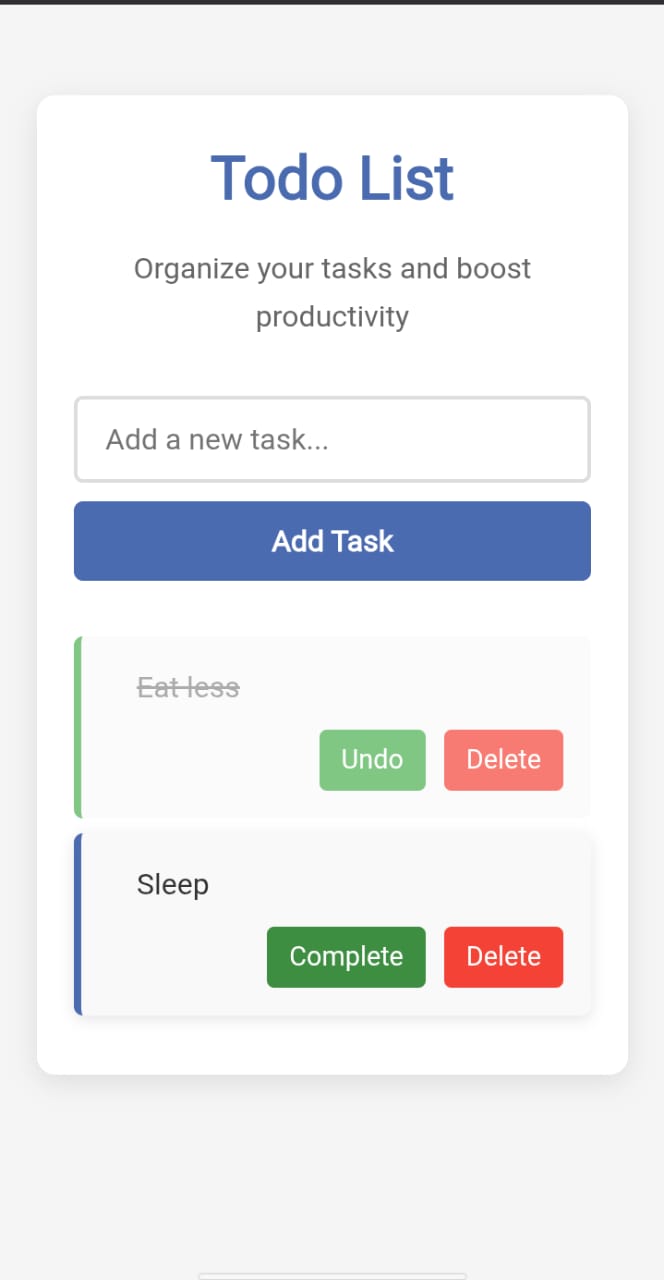 Todo List
Organize your tasks and boost
productivity
Add a new task...
Add Task
Eat less
Undo Delete
Sleep
Complete Delete